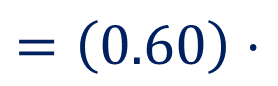 = (0.60) ·